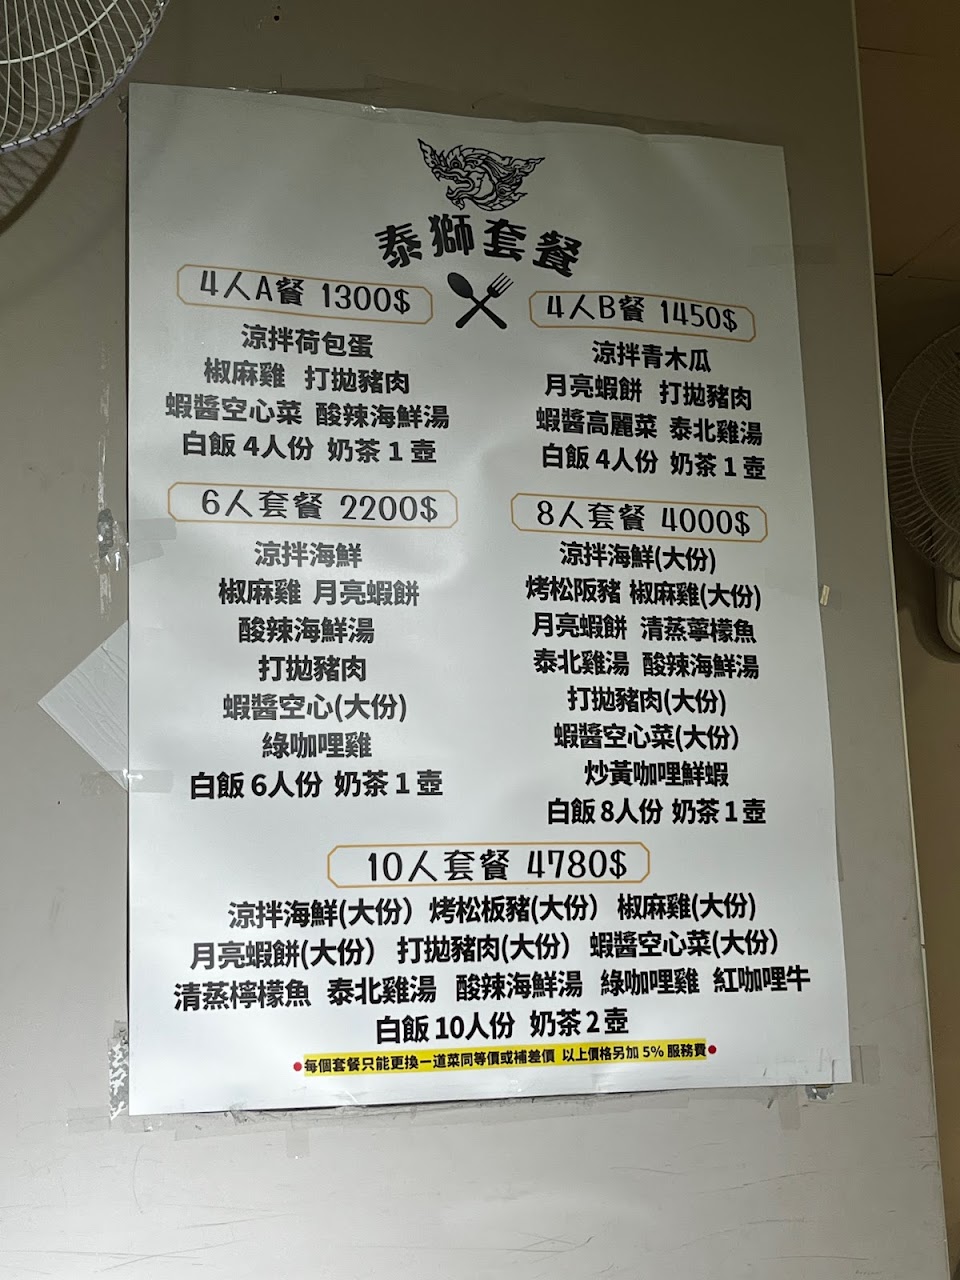 泰獅套餐
4人A餐 1300$
涼拌荷包蛋
椒麻雞 打拋豬肉
蝦醬空心菜 酸辣海鮮湯
白飯 4人份 奶茶 1 壺
4人B餐 1450$
涼拌青木瓜
月亮蝦餅 打拋豬肉
蝦醬高麗菜 泰北雞湯
白飯 4人份 奶茶 1 壺
6人套餐 2200$
涼拌海鮮
椒麻雞 月亮蝦餅
酸辣海鮮湯
打拋豬肉
蝦醬空心(大份)
綠咖哩雞
白飯 6人份 奶茶 1 壺
8人套餐 4000$
涼拌海鮮(大份)
烤松阪豬 椒麻雞(大份)
月亮蝦餅 清蒸薴檬魚
泰北雞湯 酸辣海鮮湯
打拋豬肉(大份)
蝦醬空心菜(大份)
炒黃咖哩鮮蝦
白飯 8人份 奶茶 1 壺
10人套餐 4780$
涼拌海鮮(大份) 烤松板豬(大份) 椒麻雞(大份)
月亮蝦餅(大份) 打拋豬肉(大份) 蝦醬空心菜(大份)
清蒸檸檬魚 泰北雞湯 酸辣海鮮湯 綠咖哩雞 紅咖哩牛
白飯 10人份 奶茶 2 壺
每個套餐只能更換一道菜同等價或補差價 以上價格另加 5% 服務費